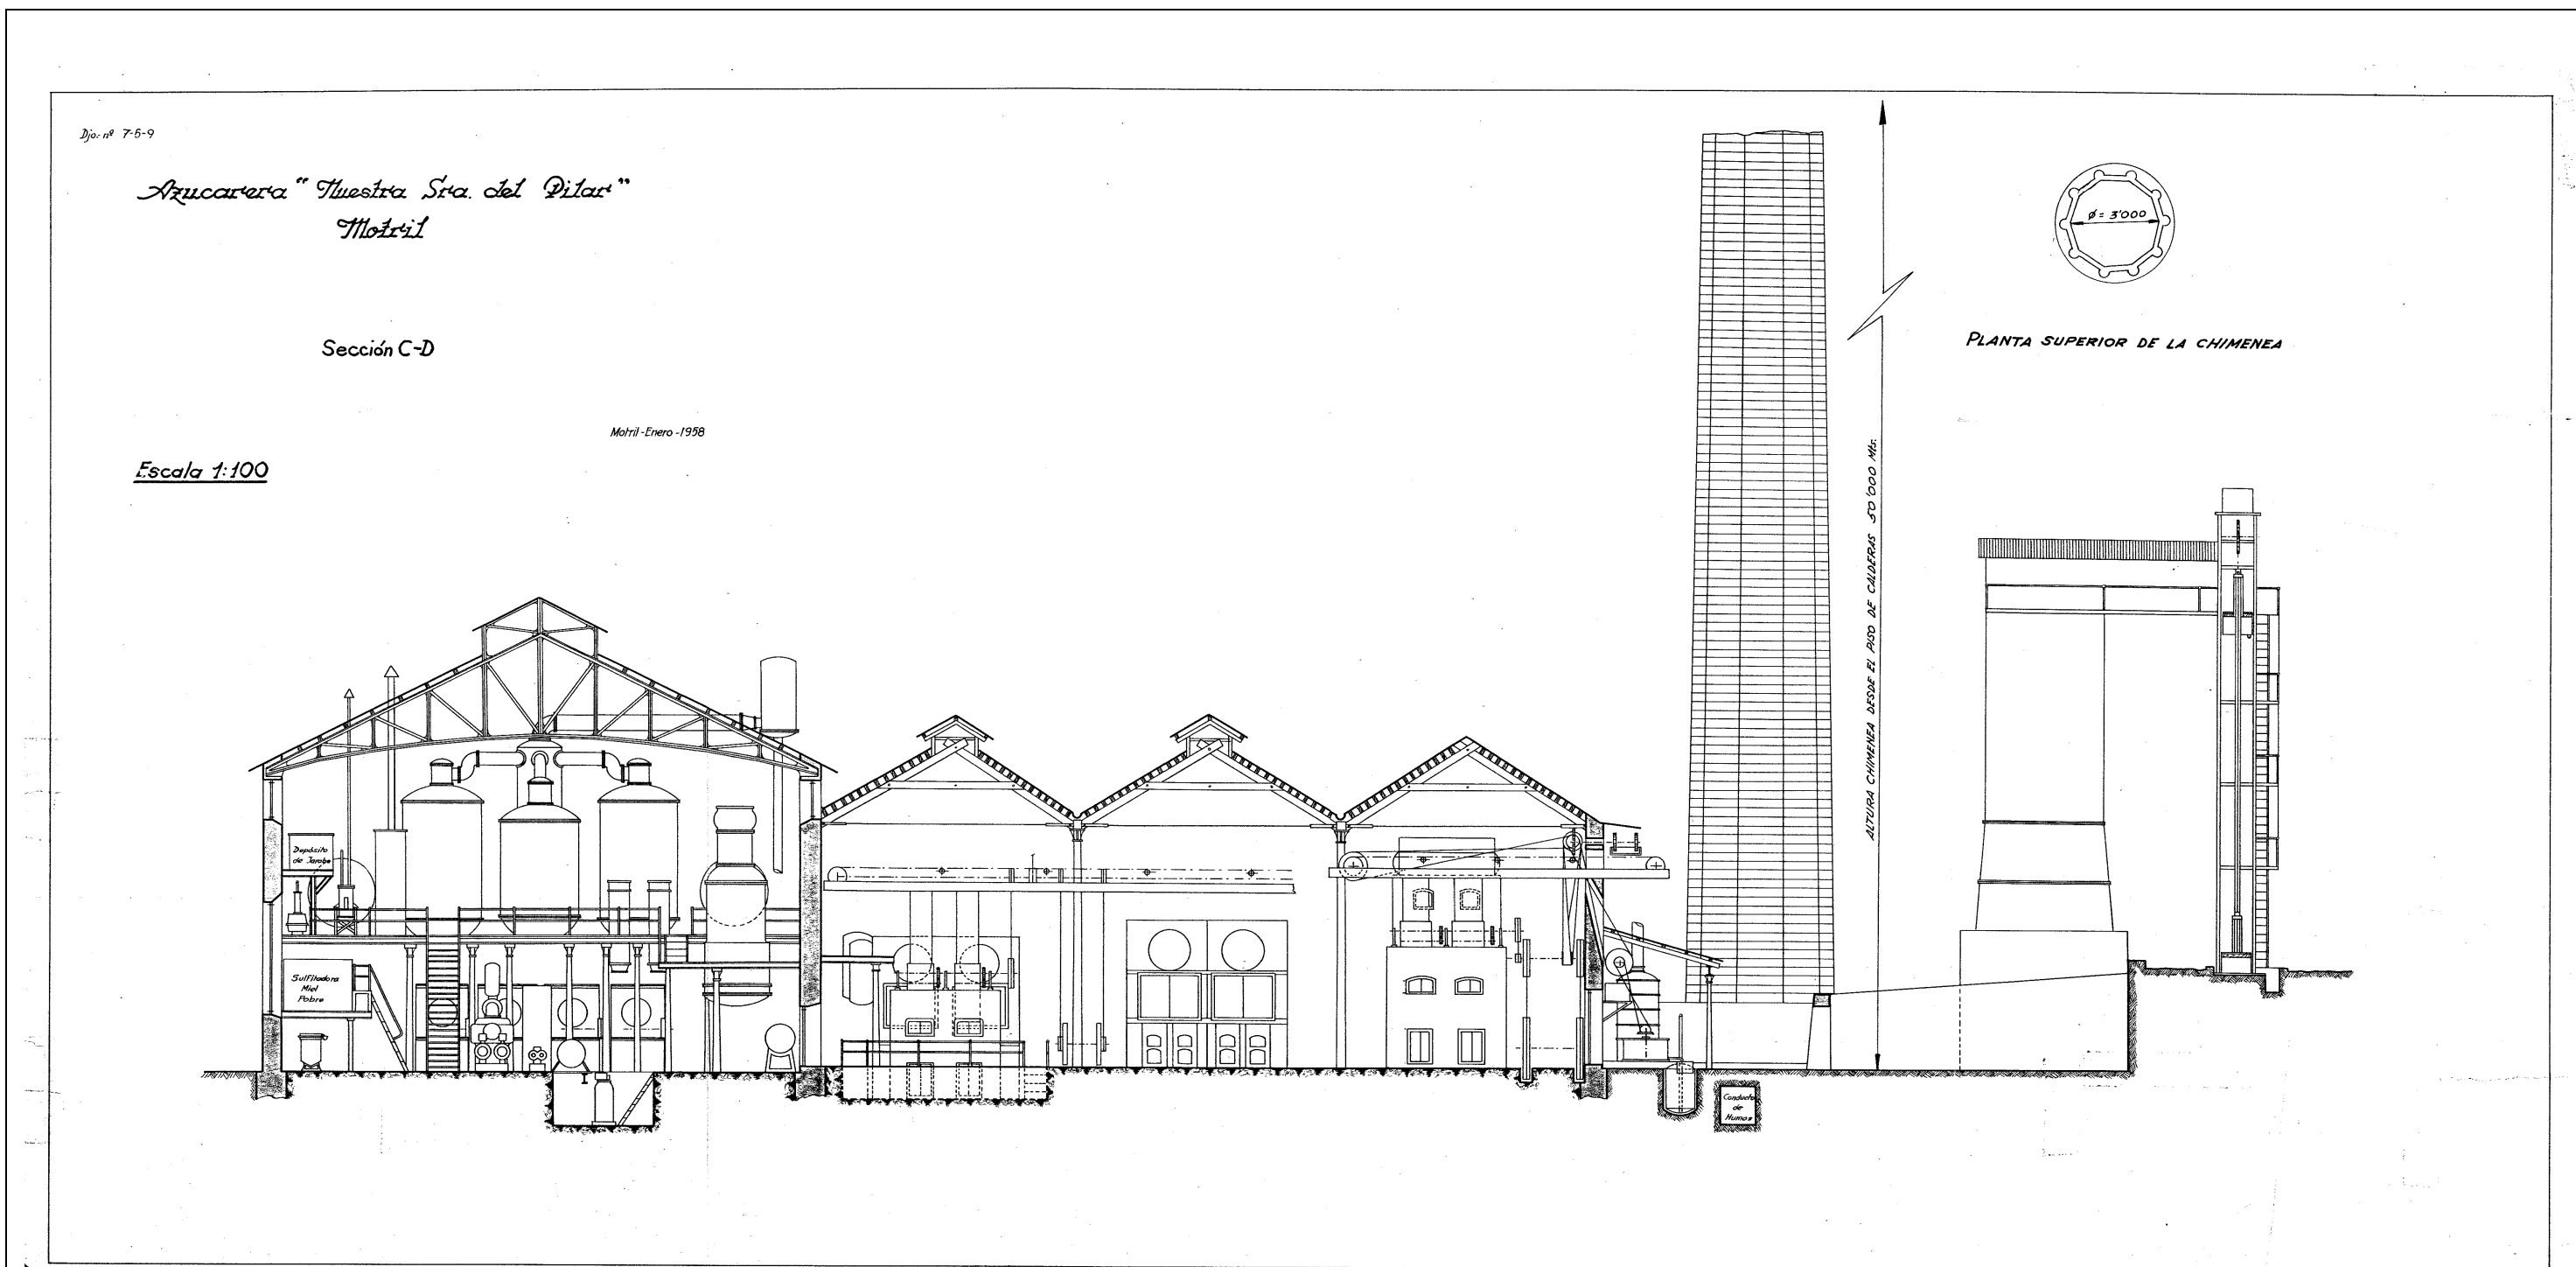 Djo.- nº 7-6-9
Azucarera "Nuestra Sra. del Pilar"
Motril
Sección C-D
Motril-Enero-1958
Escala 1:100
ø = 3'000
PLANTA SUPERIOR DE LA CHIMENEA
ALTURA CHIMENEA DESDE EL PISO DE CALDERAS 50'000 Mts.
Depósito
de Jarabe
Sulfitadora
Miel
Pobre
Conducto
de
Humos